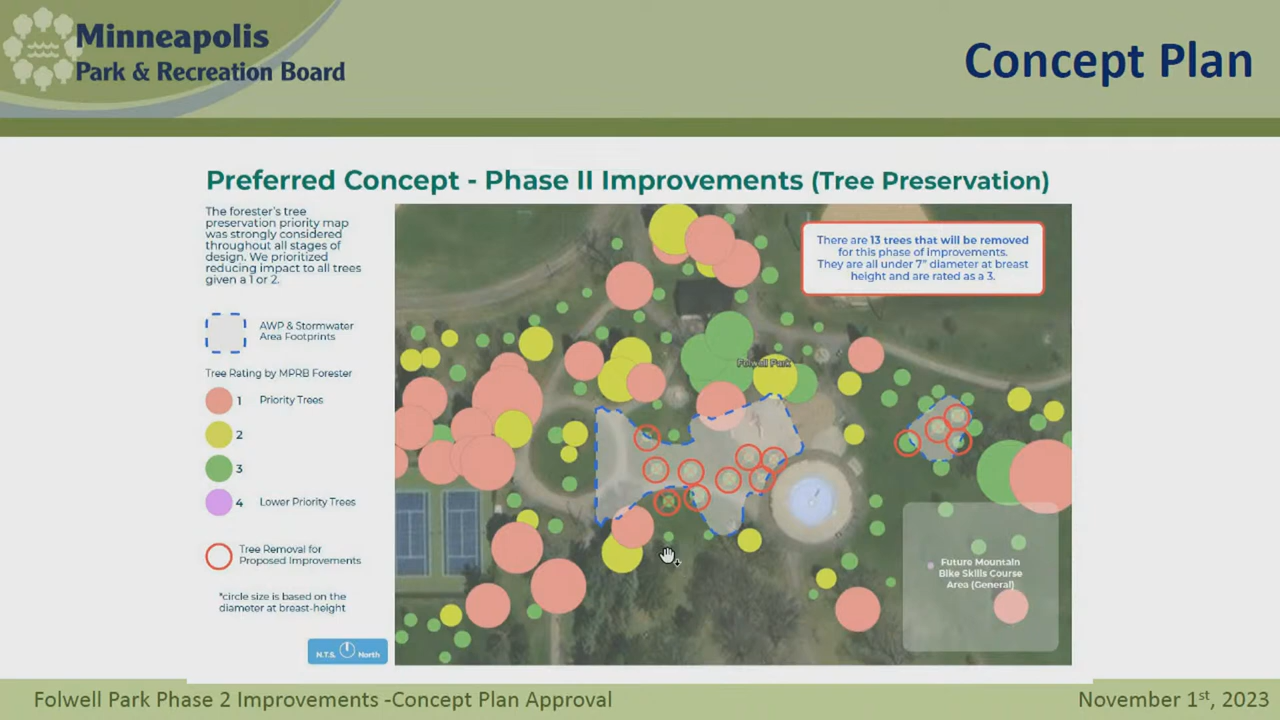 Minneapolis
Park & Recreation Board
Concept Plan
Preferred Concept - Phase II Improvements (Tree Preservation)
The forester's tree
preservation priority map
was strongly considered
throughout all stages of
design. We prioritized
reducing impact to all trees
given a 1 or 2.
AWP & Stormwater
Area Footprints
Tree Rating by MPRB Forester
1 Priority Trees
2
3
4 Lower Priority Trees
Tree Removal for
Proposed Improvements
*circle size is based on the
diameter at breast-height
N.T.S. North
There are 13 trees that will be removed
for this phase of improvements.
They are all under 7" diameter at breast
height and are rated as a 3.
Folwell Park
Future Mountain
Bike Skills Course
Area (General)
Folwell Park Phase 2 Improvements -Concept Plan Approval
November 1st, 2023